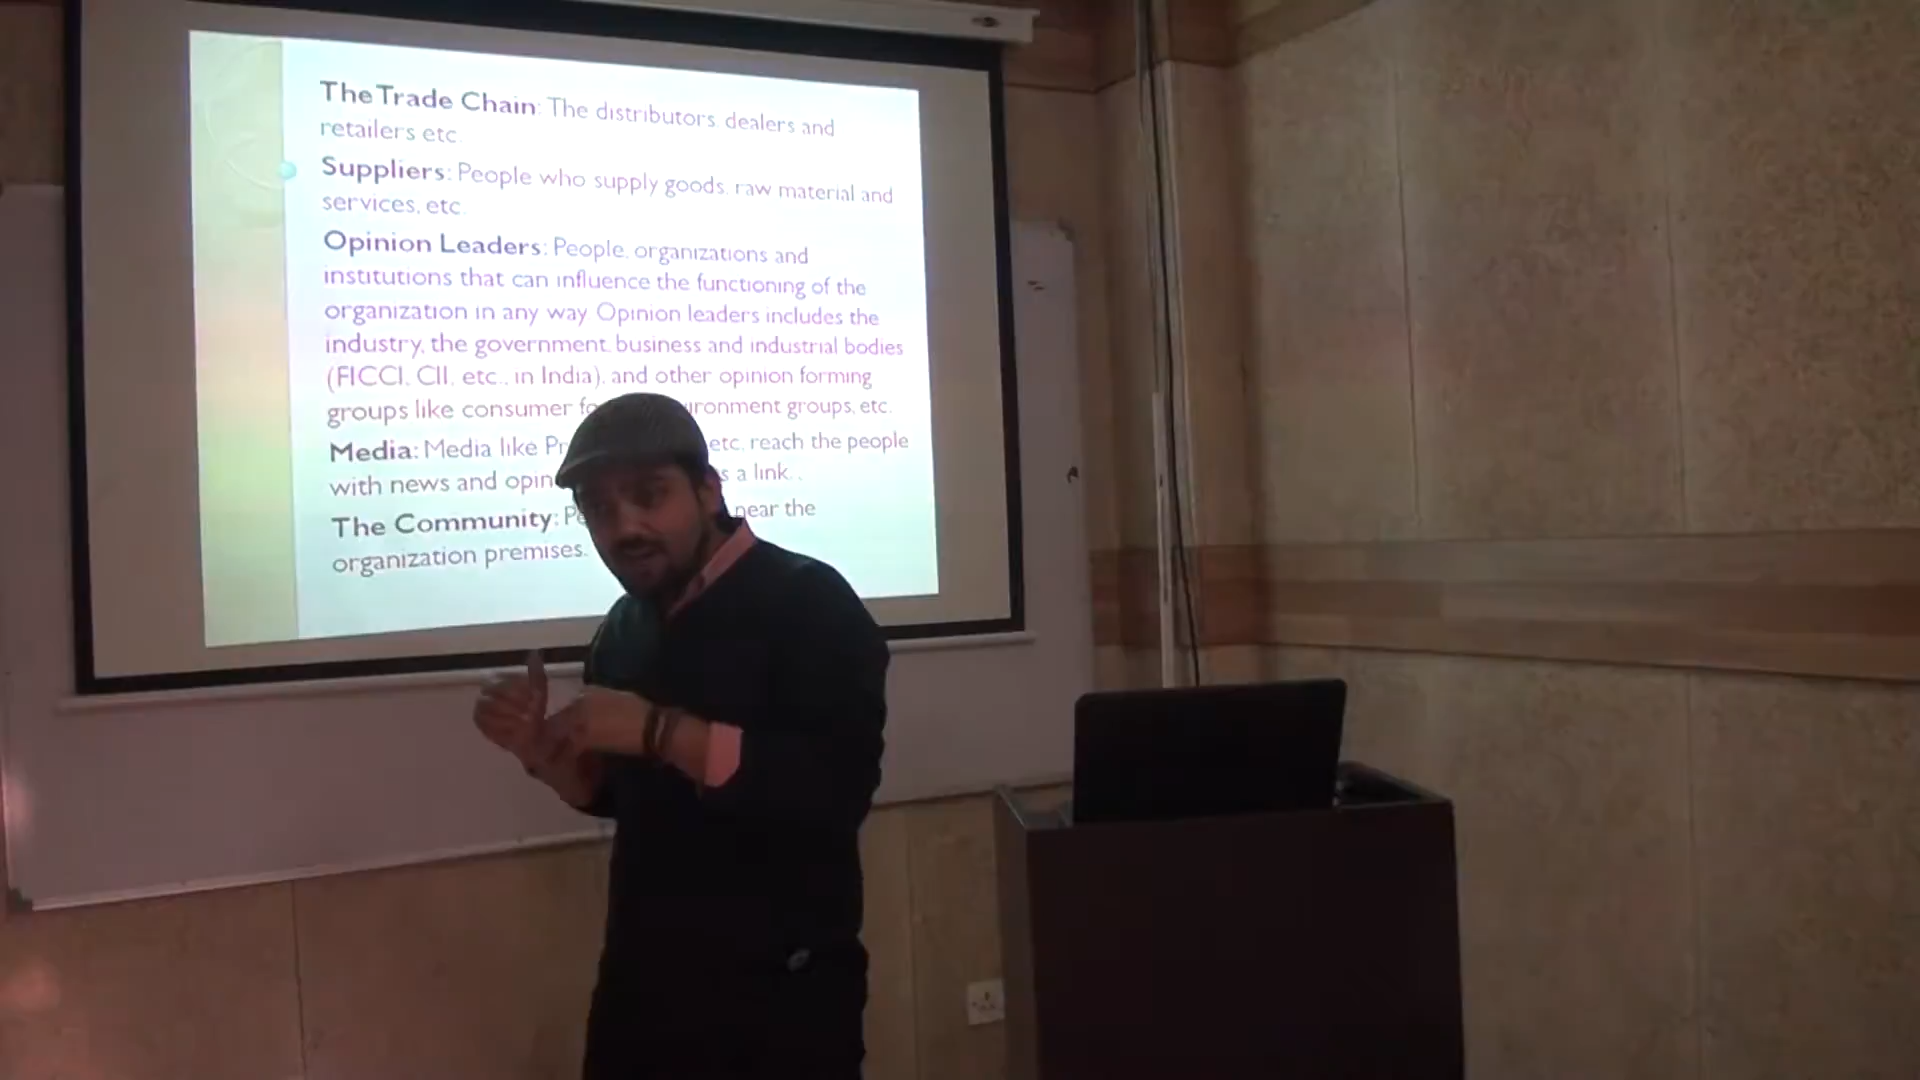 The Trade Chain: The distributors, dealers and
retailers etc.
Suppliers: People who supply goods, raw material and
services, etc.
Opinion Leaders: People, organizations and
institutions that can influence the functioning of the
organization in any way. Opinion leaders includes the
industry, the government, business and industrial bodies
(FICCI, CII, etc., in India), and other opinion forming
groups like consumer groups, etc.
Media: Media like etc. reach the people
with news and a link. .
The Community: near the
organization premises.